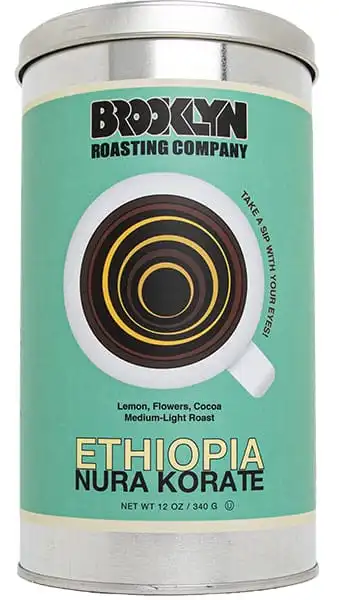 BROOKLYN
ROASTING COMPANY
TAKE A SIP WITH YOUR EYES!
Lemon, Flowers, Cocoa
Medium-Light Roast
ETHIOPIA
NURA KORATE
NET WT 12 OZ / 340 G Ⓤ